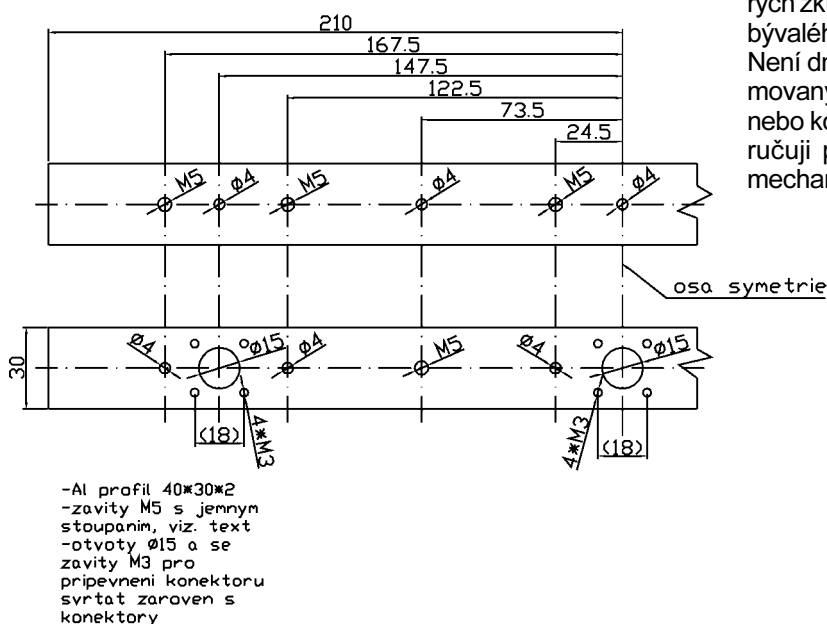 rých zku
bývaléh
Není dr
movaný
nebo ko
ručuji p
mechar
210
167.5
147.5
122.5
73.5
24.5
M5
ø4
M5
ø4
M5
ø4
osa symetrie
30
ø4
ø15
ø4
M5
ø4
ø15
(18)
4*M3
4*M3
(18)
-Al profil 40*30*2
-zavity M5 s jemnym
stoupanim, viz. text
-otvoty ø15 a se
zavity M3 pro
pripevneni konektoru
svrtat zaroven s
konektory